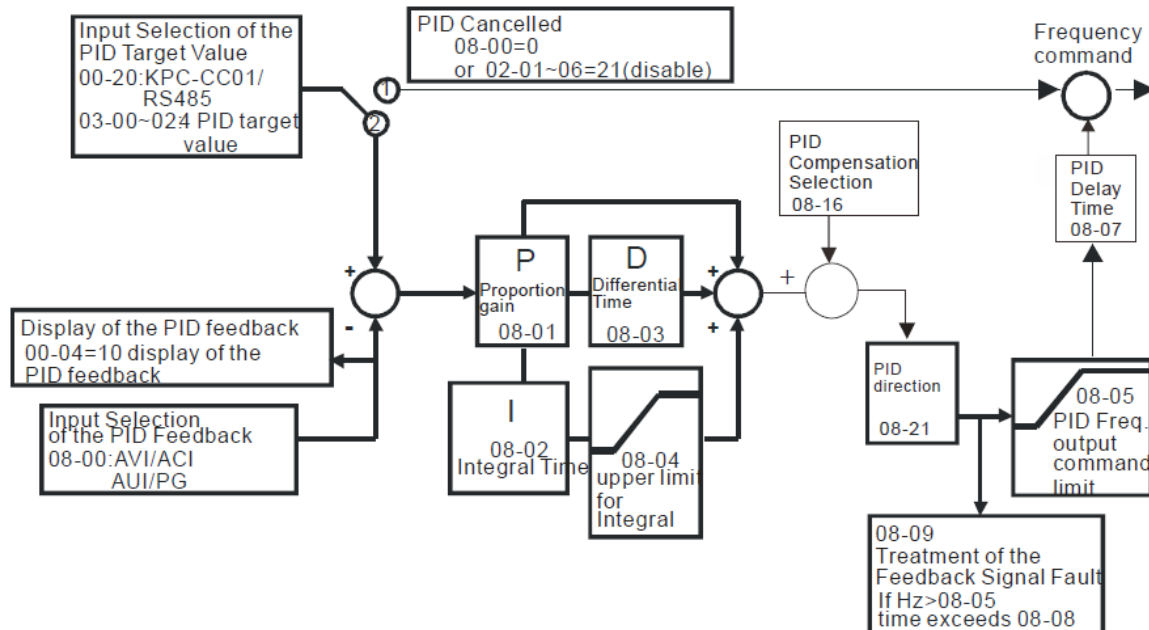 Input Selection of the
PID Target Value
00-20:KPC-CC01/
RS485
03-00~02:4 PID target
value
1
2
PID Cancelled
08-00=0
or 02-01~06=21(disable)
Frequency
command
PID
Compensation
Selection
08-16
PID
Delay
Time
08-07
+
-
P
Proportion
gain
08-01
D
Differential
Time
08-03
+
+
+
Display of the PID feedback
00-04=10 display of the
PID feedback
Input Selection
of the PID Feedback
08-00:AVI/ACI
AUI/PG
I
08-02
Integral Time
08-04
upper limit
for
Integral
PID
direction
08-21
08-05
PID Freq.
output
command
limit
08-09
Treatment of the
Feedback Signal Fault
If Hz>08-05
time exceeds 08-08